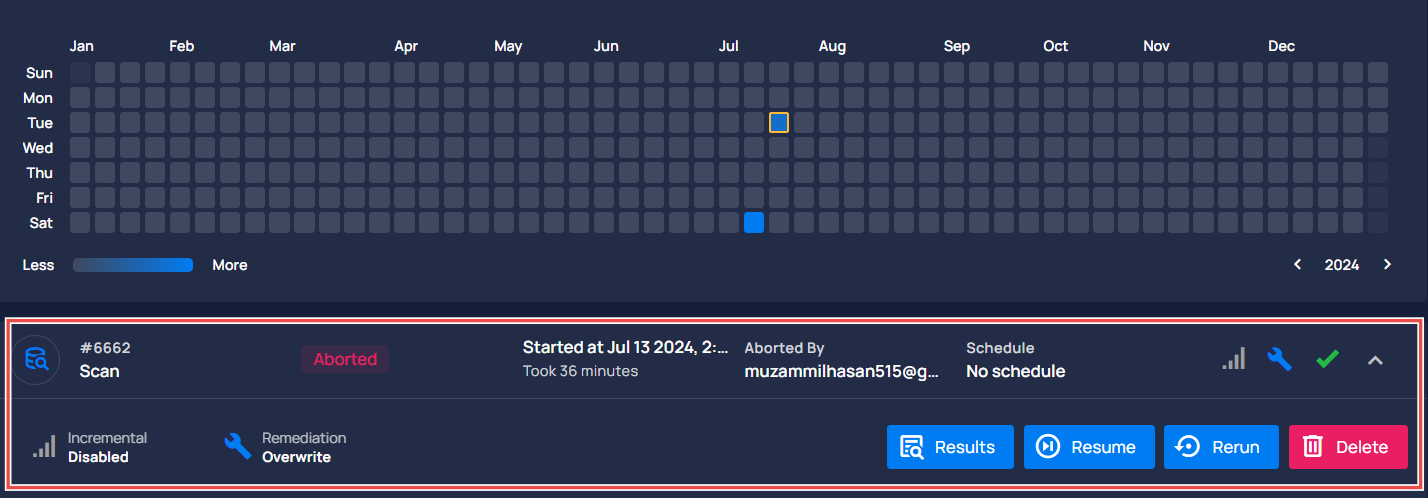 Jan Feb Mar Apr May Jun Jul Aug Sep Oct Nov Dec
Sun
Mon
Tue
Wed
Thu
Fri
Sat
Less More 2024
#6662 Started at Jul 13 2024, 2:... Aborted By Schedule
Scan Aborted Took 36 minutes muzammilhasan515@g... No schedule
Incremental Remediation
Disabled Overwrite
Results Resume Rerun Delete